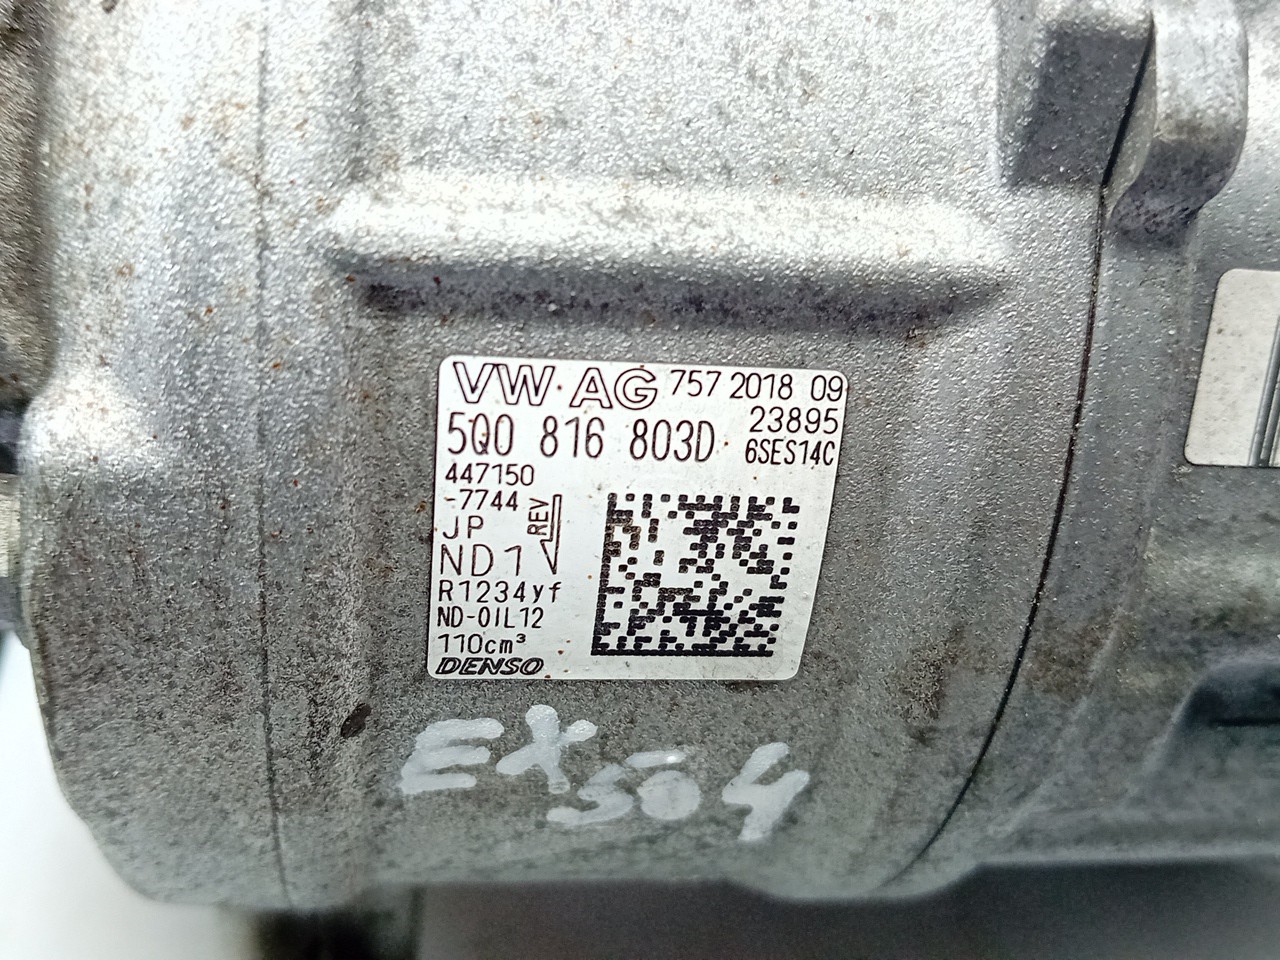 VW AG 757 2018 09
23895
5Q0 816 803D 6SES14C
447150
-7744
REV
JP
ND1
R1234yf
ND-OIL12
110cm³
DENSO
EX 504